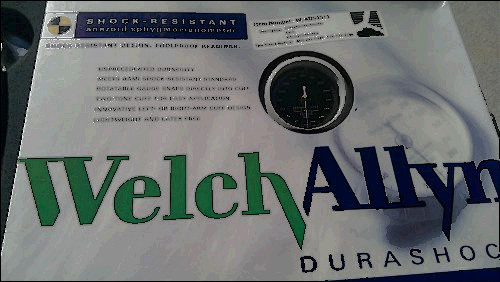 SHOCK-RESISTANT
aneroid sphygmomanometer
SHOCK-RESISTANT DESIGN. FOOLPROOF READINGS.
Item Number:
UNPRECEDENTED DURABILITY
MEETS AAMI SHOCK-RESISTANT STANDARD
ROTATABLE GAUGE SNAPS DIRECTLY INTO CUFF
TWO-TONE CUFF FOR EASY APPLICATION
INNOVATIVE LEFT- OR RIGHT-ARM CUFF DESIGN
LIGHTWEIGHT AND LATEX FREE
WelchAllyn
DURASHOC